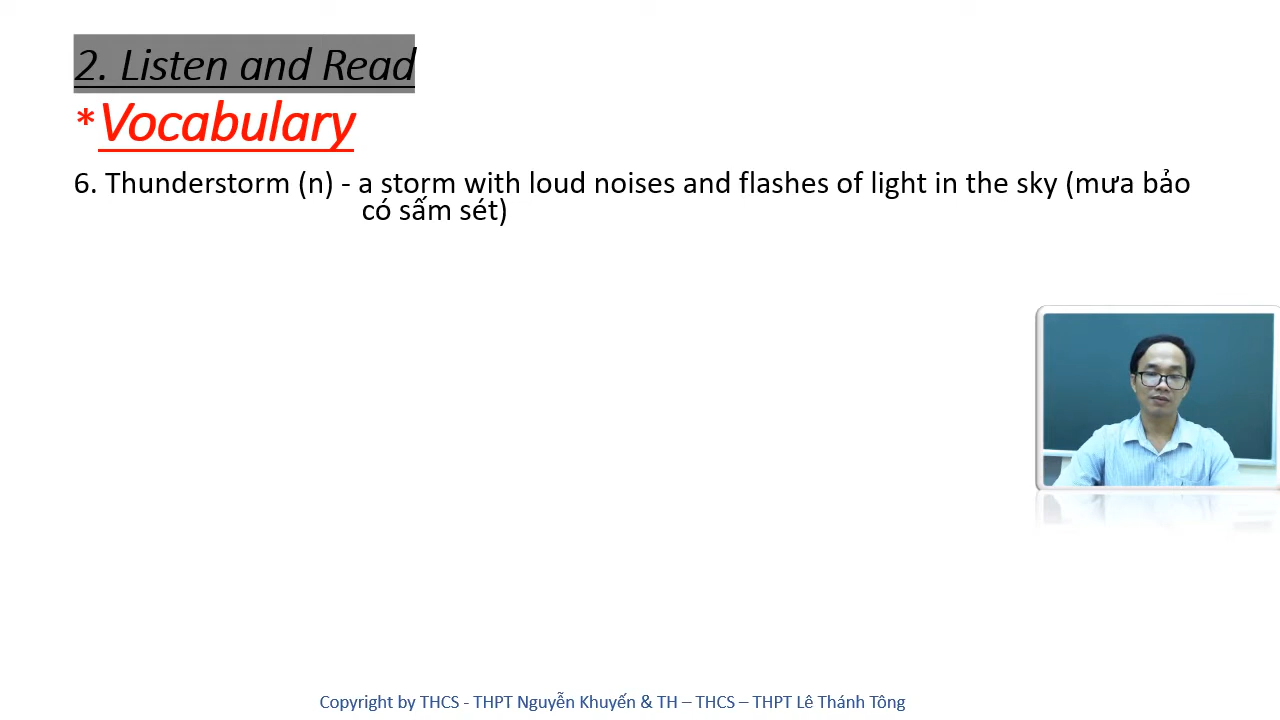 2. Listen and Read
*Vocabulary
6. Thunderstorm (n) - a storm with loud noises and flashes of light in the sky (mưa bảo
có sấm sét)
Copyright by THCS - THPT Nguyễn Khuyến & TH – THCS – THPT Lê Thánh Tông